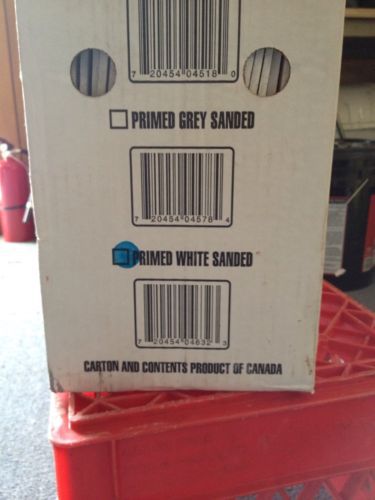 7 20454 04518 0
PRIMED GREY SANDED
7 20454 04578 4
PRIMED WHITE SANDED
7 20454 04632 3
CARTON AND CONTENTS PRODUCT OF CANADA